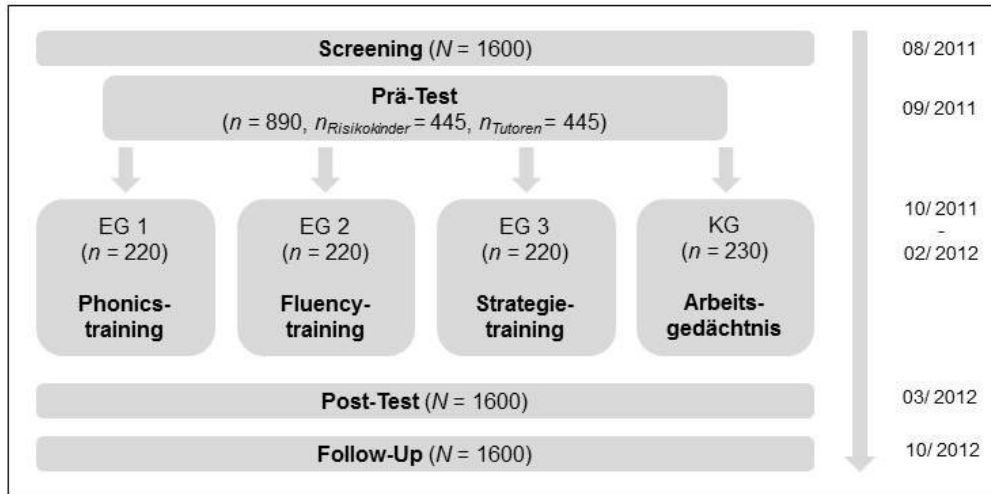 Screening (N = 1600)
08/ 2011
Prä-Test
(n = 890, nRisikokinder = 445, nTutoren = 445)
09/ 2011
EG 1
(n = 220)
Phonics-
training
EG 2
(n = 220)
Fluency-
training
EG 3
(n = 220)
Strategie-
training
KG
(n = 230)
Arbeits-
gedächtnis
10/ 2011
-
02/ 2012
Post-Test (N = 1600)
03/ 2012
Follow-Up (N = 1600)
10/ 2012